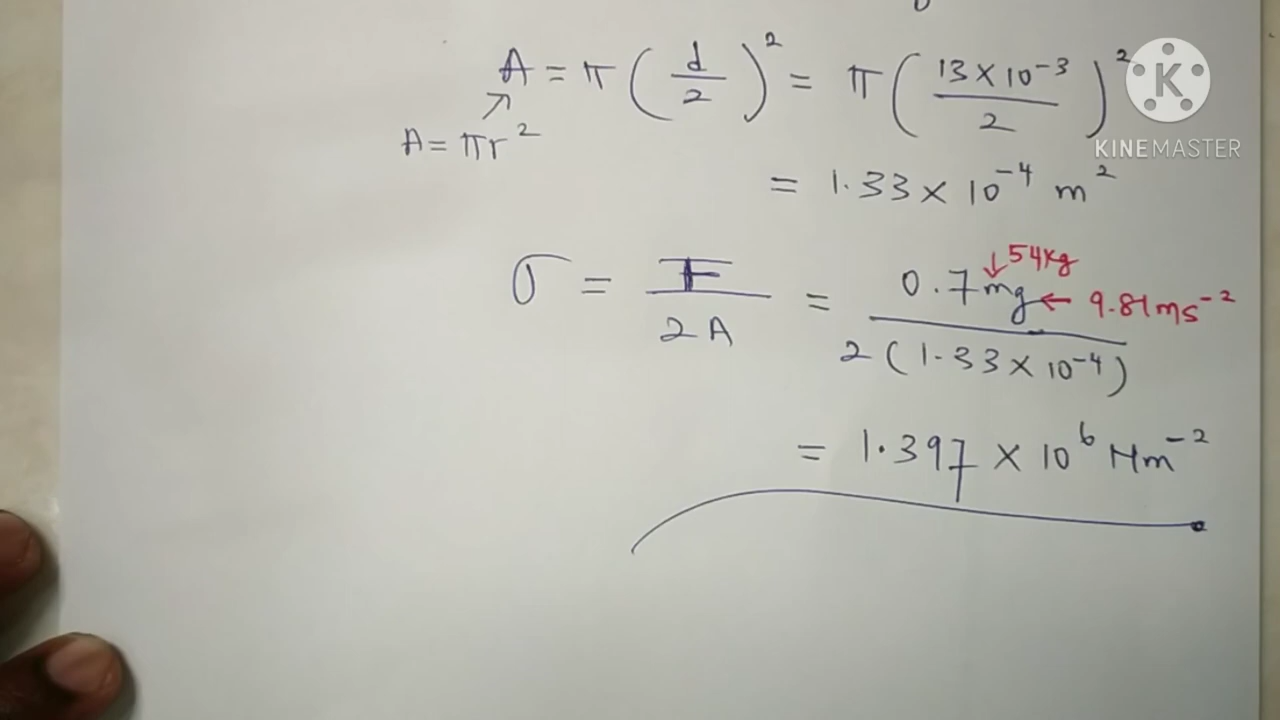 A = π ( d / 2 )² = π ( 13 × 10⁻³ / 2 )²
A = πr²
= 1.33 × 10⁻⁴ m²
σ = F / 2A = 0.7mg / 2 ( 1.33 × 10⁻⁴ )
↓ 54kg
← 9.81ms⁻²
= 1.397 × 10⁶ Nm⁻²
K
KINEMASTER